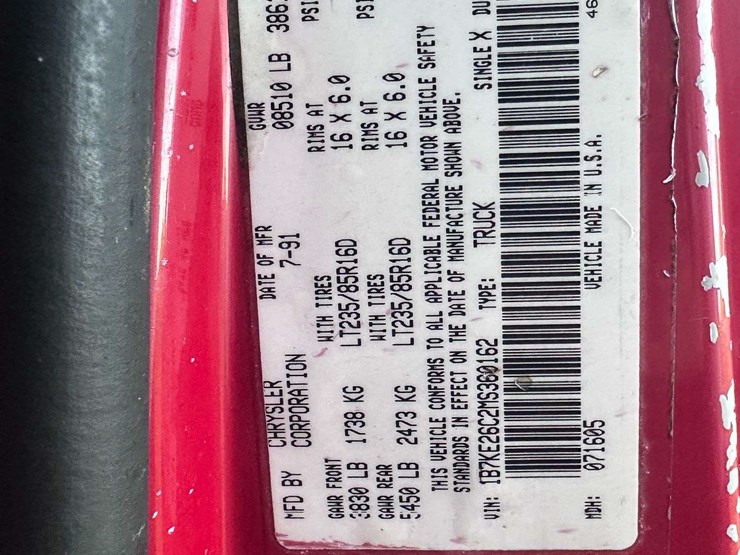 MFD BY CHRYSLER CORPORATION DATE OF MFR 7-91 GVWR 08510 LB
GAWR FRONT WITH TIRES RIMS AT PSI
3830 LB 1738 KG LT235/85R16D 16 X 6.0
GAWR REAR WITH TIRES RIMS AT PSI
5450 LB 2473 KG LT235/85R16D 16 X 6.0
THIS VEHICLE CONFORMS TO ALL APPLICABLE FEDERAL MOTOR VEHICLE SAFETY
STANDARDS IN EFFECT ON THE DATE OF MANUFACTURE SHOWN ABOVE.
VIN: 1B7KE26C2MS360162 TYPE: TRUCK SINGLE X
MDH: 071605 VEHICLE MADE IN U.S.A.